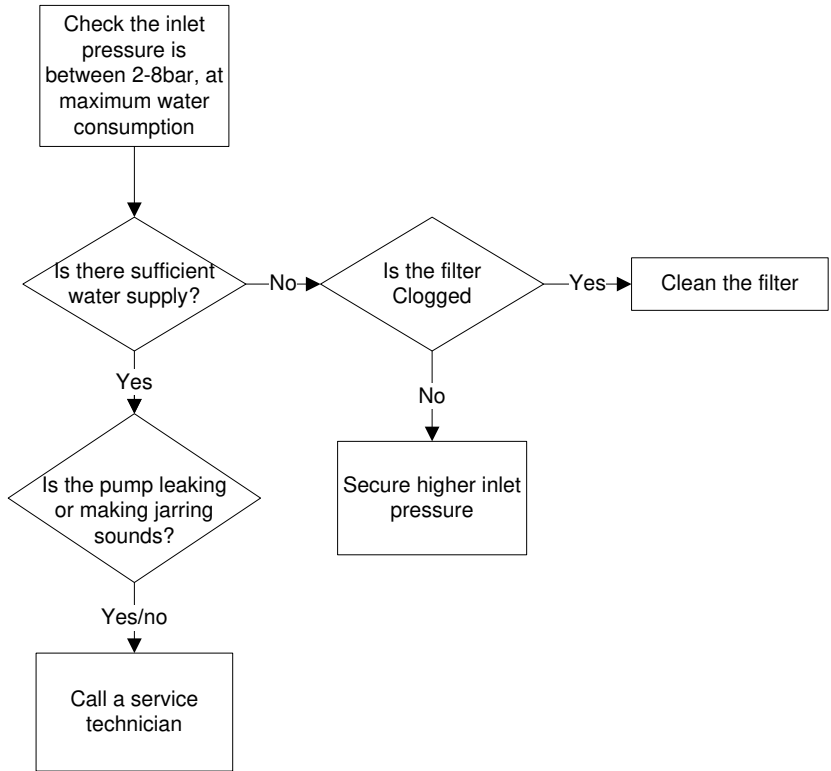 Check the inlet
pressure is
between 2-8bar, at
maximum water
consumption
Is there sufficient
water supply?
No
Is the filter
Clogged
Yes
Clean the filter
Yes
No
Is the pump leaking
or making jarring
sounds?
Secure higher inlet
pressure
Yes/no
Call a service
technician